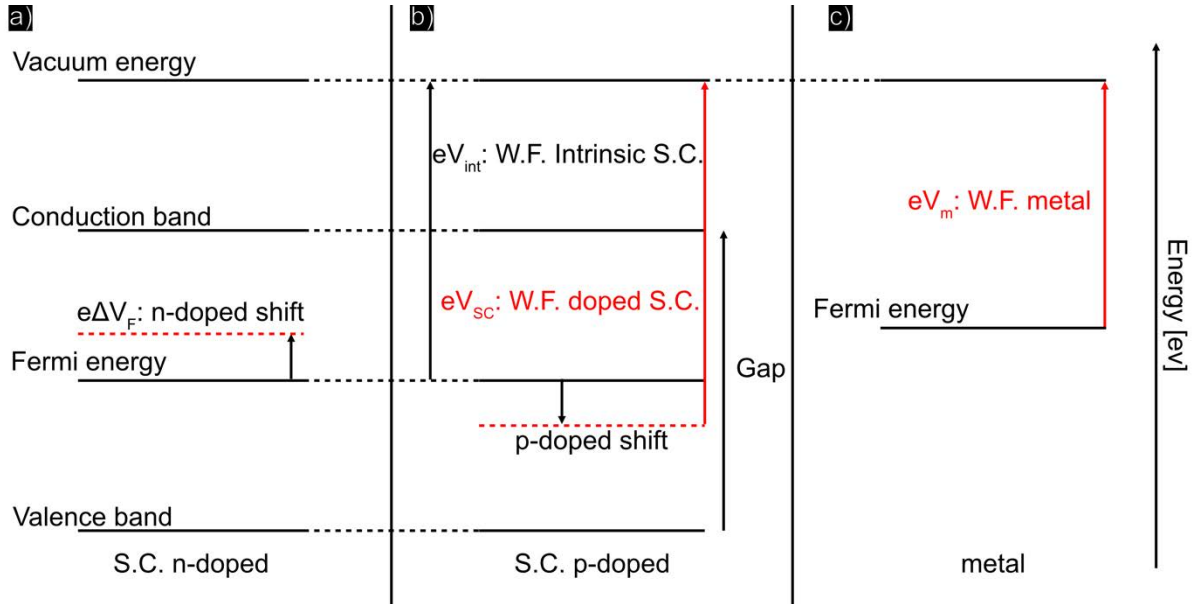 a)
Vacuum energy
Conduction band
eΔV_F: n-doped shift
Fermi energy
Valence band
S.C. n-doped
b)
eV_int: W.F. Intrinsic S.C.
eV_SC: W.F. doped S.C.
Gap
p-doped shift
S.C. p-doped
c)
eV_m: W.F. metal
Fermi energy
metal
Energy [ev]